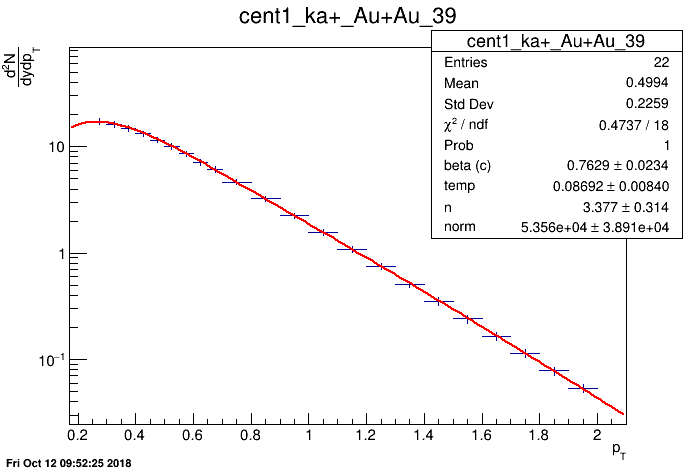 cent1_ka+_Au+Au_39
d²N
dydp_T
cent1_ka+_Au+Au_39
Entries 22
Mean 0.4994
Std Dev 0.2259
χ² / ndf 0.4737 / 18
Prob 1
beta (c) 0.7629 ± 0.0234
temp 0.08692 ± 0.00840
n 3.377 ± 0.314
norm 5.356e+04 ± 3.891e+04
10
1
10⁻¹
0.2 0.4 0.6 0.8 1 1.2 1.4 1.6 1.8 2
p_T
Fri Oct 12 09:52:25 2018